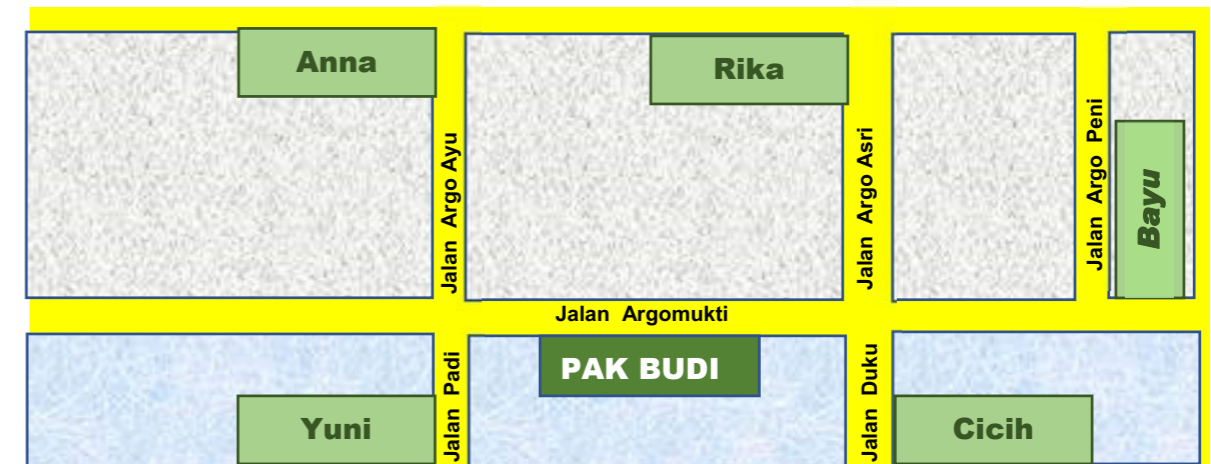 Anna
Rika
Jalan Argo Ayu
Jalan Argo Asri
Jalan Argo Peni
Bayu
Jalan Argomukti
PAK BUDI
Jalan Padi
Jalan Duku
Yuni
Cicih